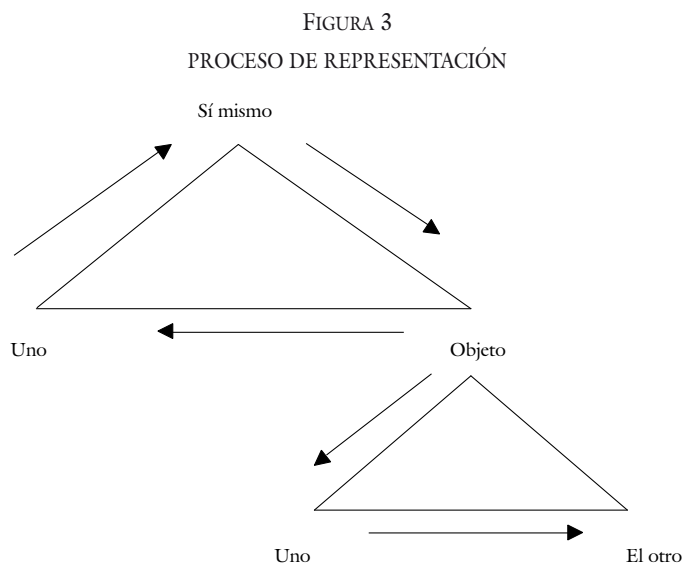 FIGURA 3
PROCESO DE REPRESENTACIÓN
Sí mismo
Uno
Objeto
Uno
El otro